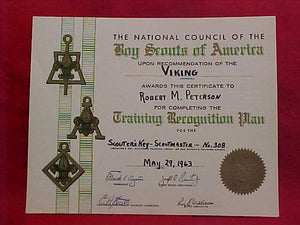 THE NATIONAL COUNCIL OF THE
Boy Scouts of America
UPON RECOMMENDATION OF THE
VIKING
AWARDS THIS CERTIFICATE TO
ROBERT M. PETERSON
FOR COMPLETING THE
Training Recognition Plan
FOR THE
SCOUTER'S KEY - SCOUTMASTER - No. 308
MAY 29, 1963
PRESIDENT